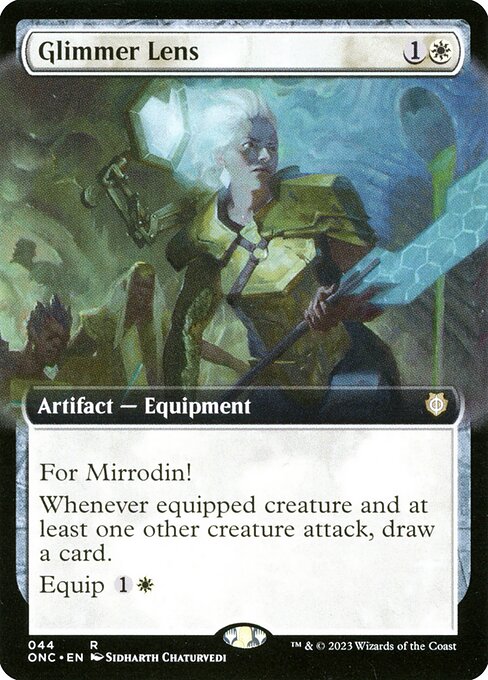 Glimmer Lens 1
Artifact — Equipment
For Mirrodin!
Whenever equipped creature and at
least one other creature attack, draw
a card.
Equip 1
044 R
ONC • EN Sidharth Chaturvedi
™ & © 2023 Wizards of the Coast